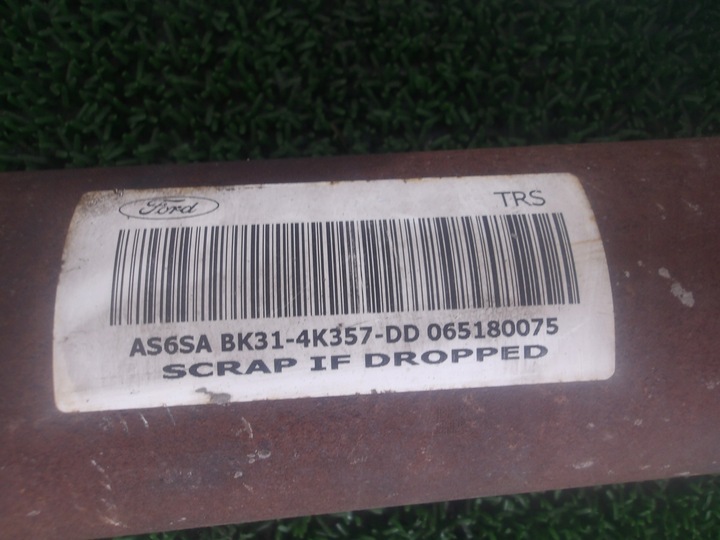 Ford
TRS
AS6SA BK31-4K357-DD 065180075
SCRAP IF DROPPED